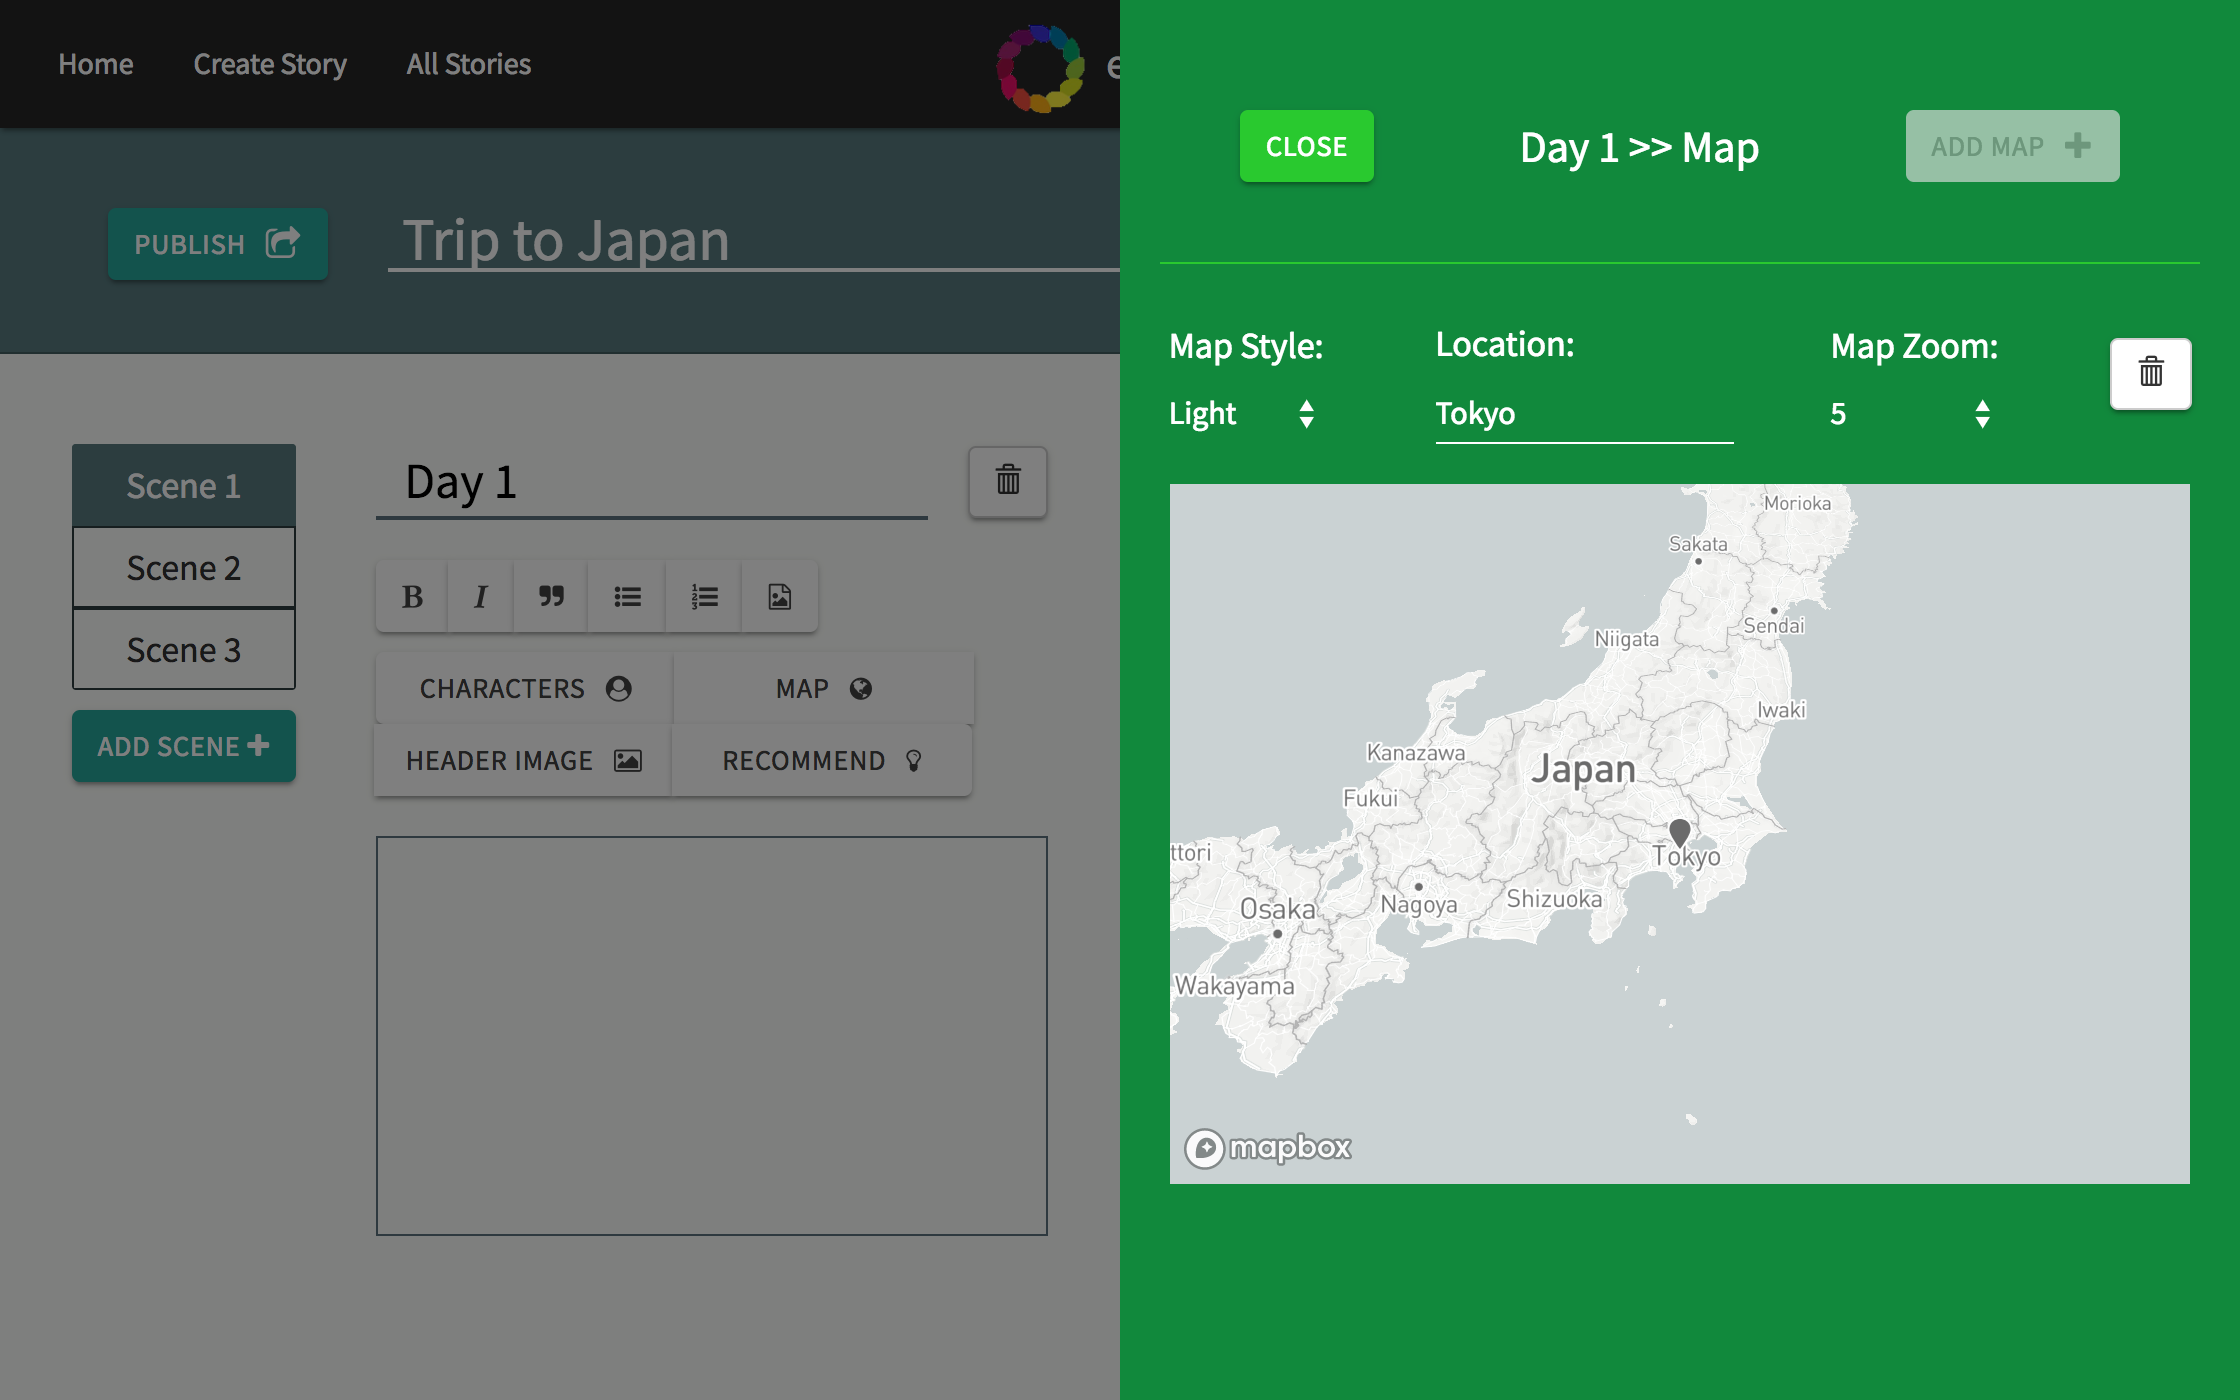 Home Create Story All Stories
PUBLISH
Trip to Japan
Scene 1
Scene 2
Scene 3
ADD SCENE
Day 1
B I
CHARACTERS MAP
HEADER IMAGE RECOMMEND
CLOSE Day 1 >> Map ADD MAP
Map Style: Location: Map Zoom:
Light Tokyo 5
Morioka
Sakata
Sendai
Niigata
Iwaki
Kanazawa
Japan
Fukui
ttori
Tokyo
Osaka
Nagoya
Shizuoka
Wakayama
mapbox